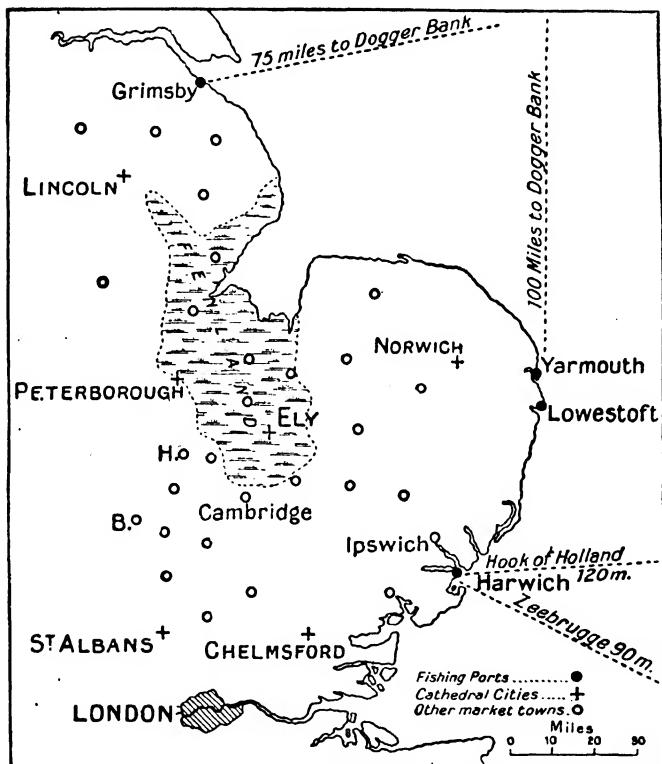 75 miles to Dogger Bank
Grimsby
100 Miles to Dogger Bank
LINCOLN
FENLAND
NORWICH
Yarmouth
PETERBOROUGH
ELY
Lowestoft
H.
Cambridge
B.
Ipswich
Hook of Holland
120 m.
Harwich
Zeebrugge 90 m.
ST ALBANS
CHELMSFORD
Fishing Ports
Cathedral Cities
Other market towns
LONDON
Miles
0 10 20 30